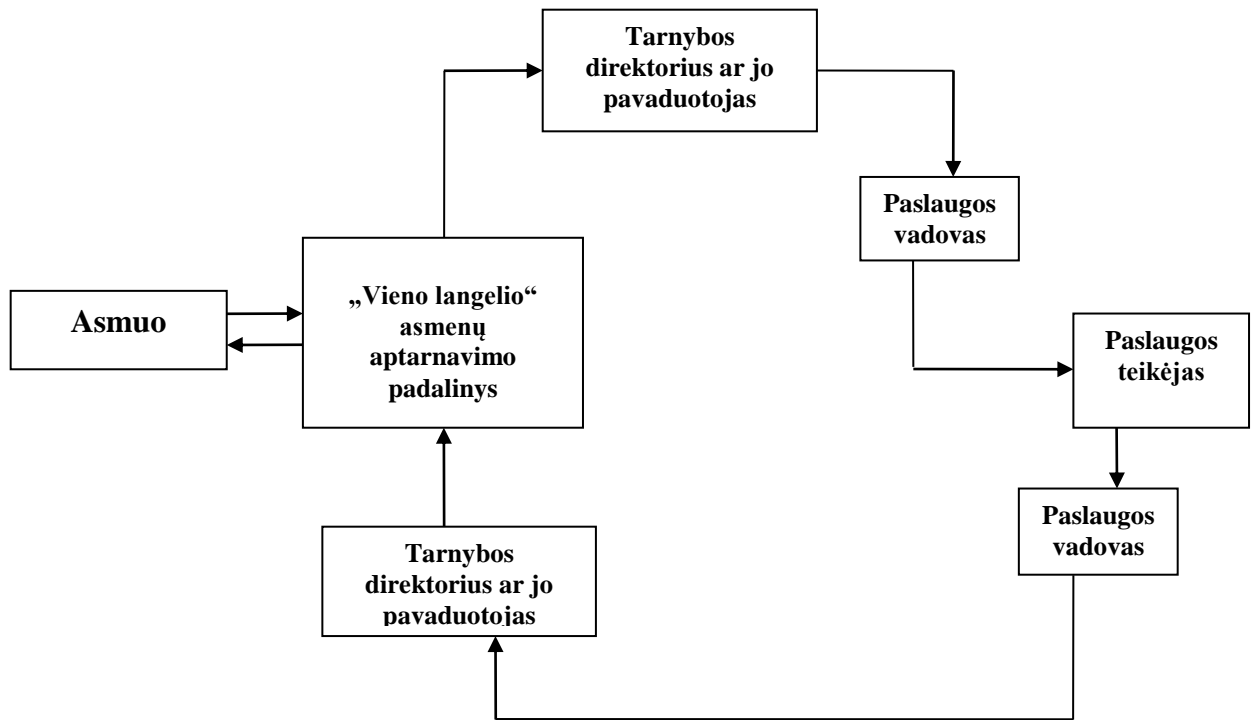 Tarnybos
direktorius ar jo
pavaduotojas
Paslaugos
vadovas
„Vieno langelio“
asmenų
aptarnavimo
padalinys
Asmuo
Paslaugos
teikėjas
Paslaugos
vadovas
Tarnybos
direktorius ar jo
pavaduotojas